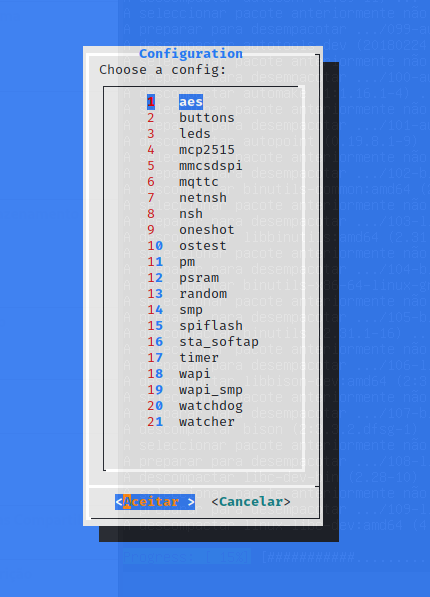 Configuration
Choose a config:
1 aes
2 buttons
3 leds
4 mcp2515
5 mmcsdspi
6 mqttc
7 netnsh
8 nsh
9 oneshot
10 ostest
11 pm
12 psram
13 random
14 smp
15 spiflash
16 sta_softap
17 timer
18 wapi
19 wapi_smp
20 watchdog
21 watcher
<Aceitar > <Cancelar>
[###########